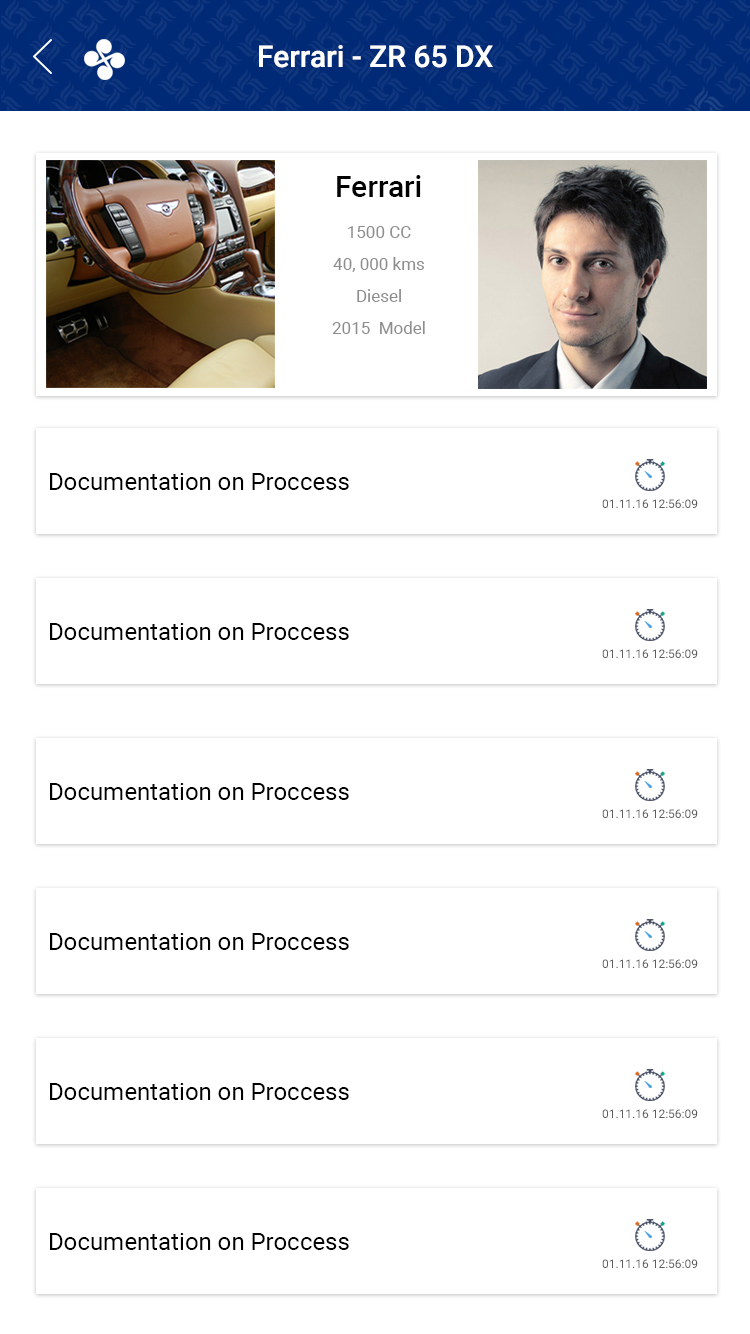 Ferrari - ZR 65 DX
Ferrari
1500 CC
40, 000 kms
Diesel
2015 Model
Documentation on Proccess
01.11.16 12:56:09
Documentation on Proccess
01.11.16 12:56:09
Documentation on Proccess
01.11.16 12:56:09
Documentation on Proccess
01.11.16 12:56:09
Documentation on Proccess
01.11.16 12:56:09
Documentation on Proccess
01.11.16 12:56:09